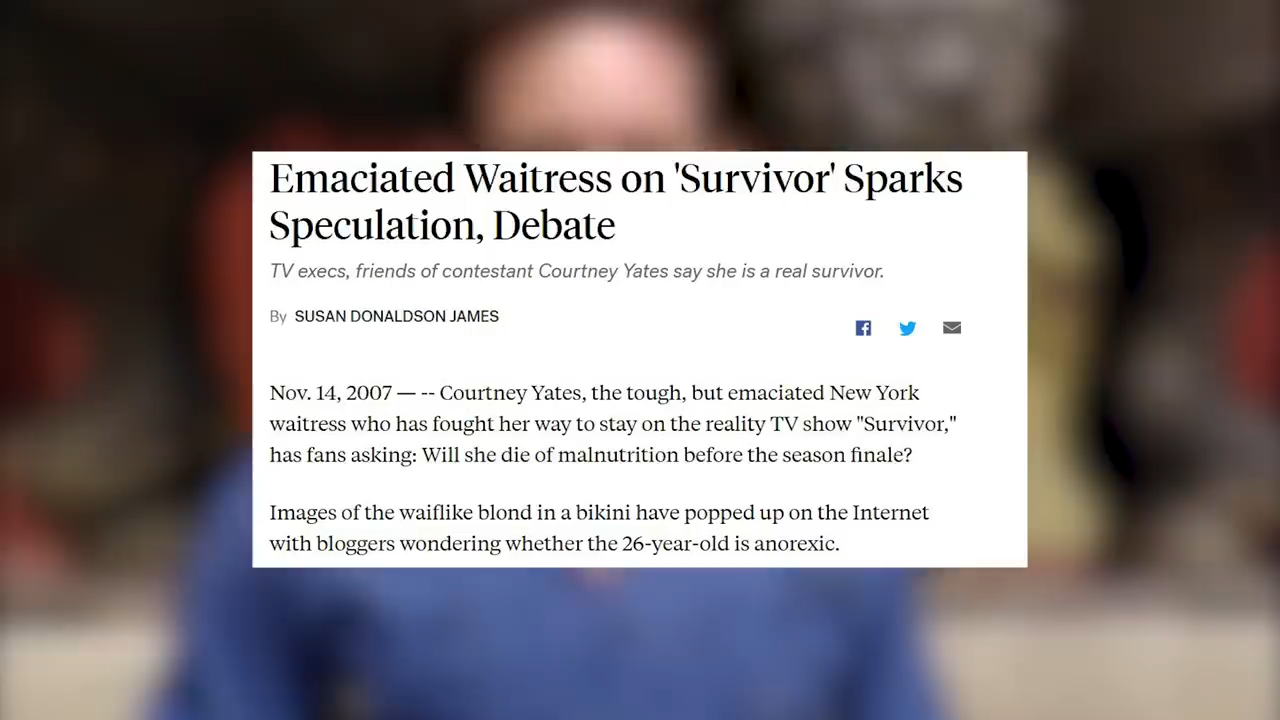 Emaciated Waitress on 'Survivor' Sparks
Speculation, Debate
TV execs, friends of contestant Courtney Yates say she is a real survivor.
By SUSAN DONALDSON JAMES
Nov. 14, 2007 — -- Courtney Yates, the tough, but emaciated New York
waitress who has fought her way to stay on the reality TV show "Survivor,"
has fans asking: Will she die of malnutrition before the season finale?
Images of the waiflike blond in a bikini have popped up on the Internet
with bloggers wondering whether the 26-year-old is anorexic.